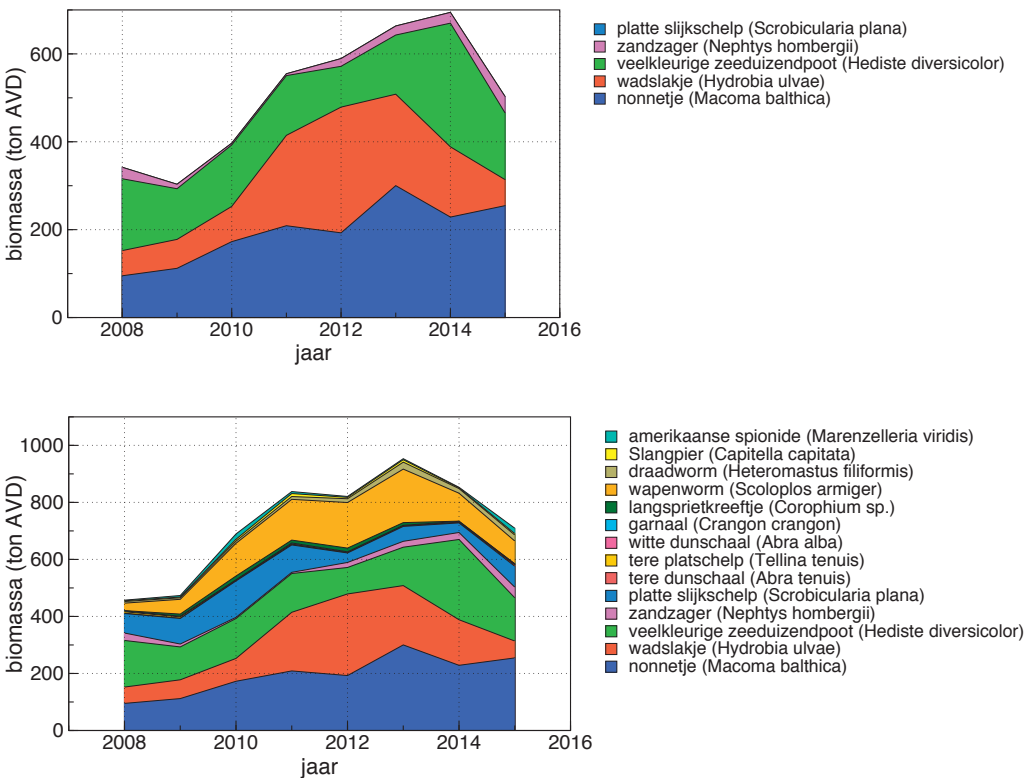 600
400
200
0
biomassa (ton AVD)
2008
2010
2012
2014
2016
jaar
platte slijkschelp (Scrobicularia plana)
zandzager (Nephtys hombergii)
veelkleurige zeeduizendpoot (Hediste diversicolor)
wadslakje (Hydrobia ulvae)
nonnetje (Macoma balthica)
1000
800
600
400
200
0
biomassa (ton AVD)
2008
2010
2012
2014
2016
jaar
amerikaanse spionide (Marenzelleria viridis)
Slangpier (Capitella capitata)
draadworm (Heteromastus filiformis)
wapenworm (Scoloplos armiger)
langsprietkreeftje (Corophium sp.)
garnaal (Crangon crangon)
witte dunschaal (Abra alba)
tere platschelp (Tellina tenuis)
tere dunschaal (Abra tenuis)
platte slijkschelp (Scrobicularia plana)
zandzager (Nephtys hombergii)
veelkleurige zeeduizendpoot (Hediste diversicolor)
wadslakje (Hydrobia ulvae)
nonnetje (Macoma balthica)